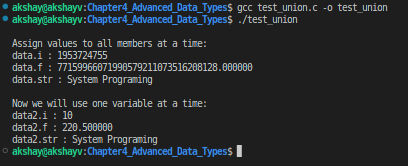 akshay@akshayv:Chapter4_Advanced_Data_Types$ gcc test_union.c -o test_union
akshay@akshayv:Chapter4_Advanced_Data_Types$ ./test_union
Assign values to all members at a time:
data.i : 1953724755
data.f : 77159966071990579211073516208128.000000
data.str : System Programing
Now we will use one variable at a time:
data2.i : 10
data2.f : 220.500000
data2.str : System Programing
akshay@akshayv:Chapter4_Advanced_Data_Types$